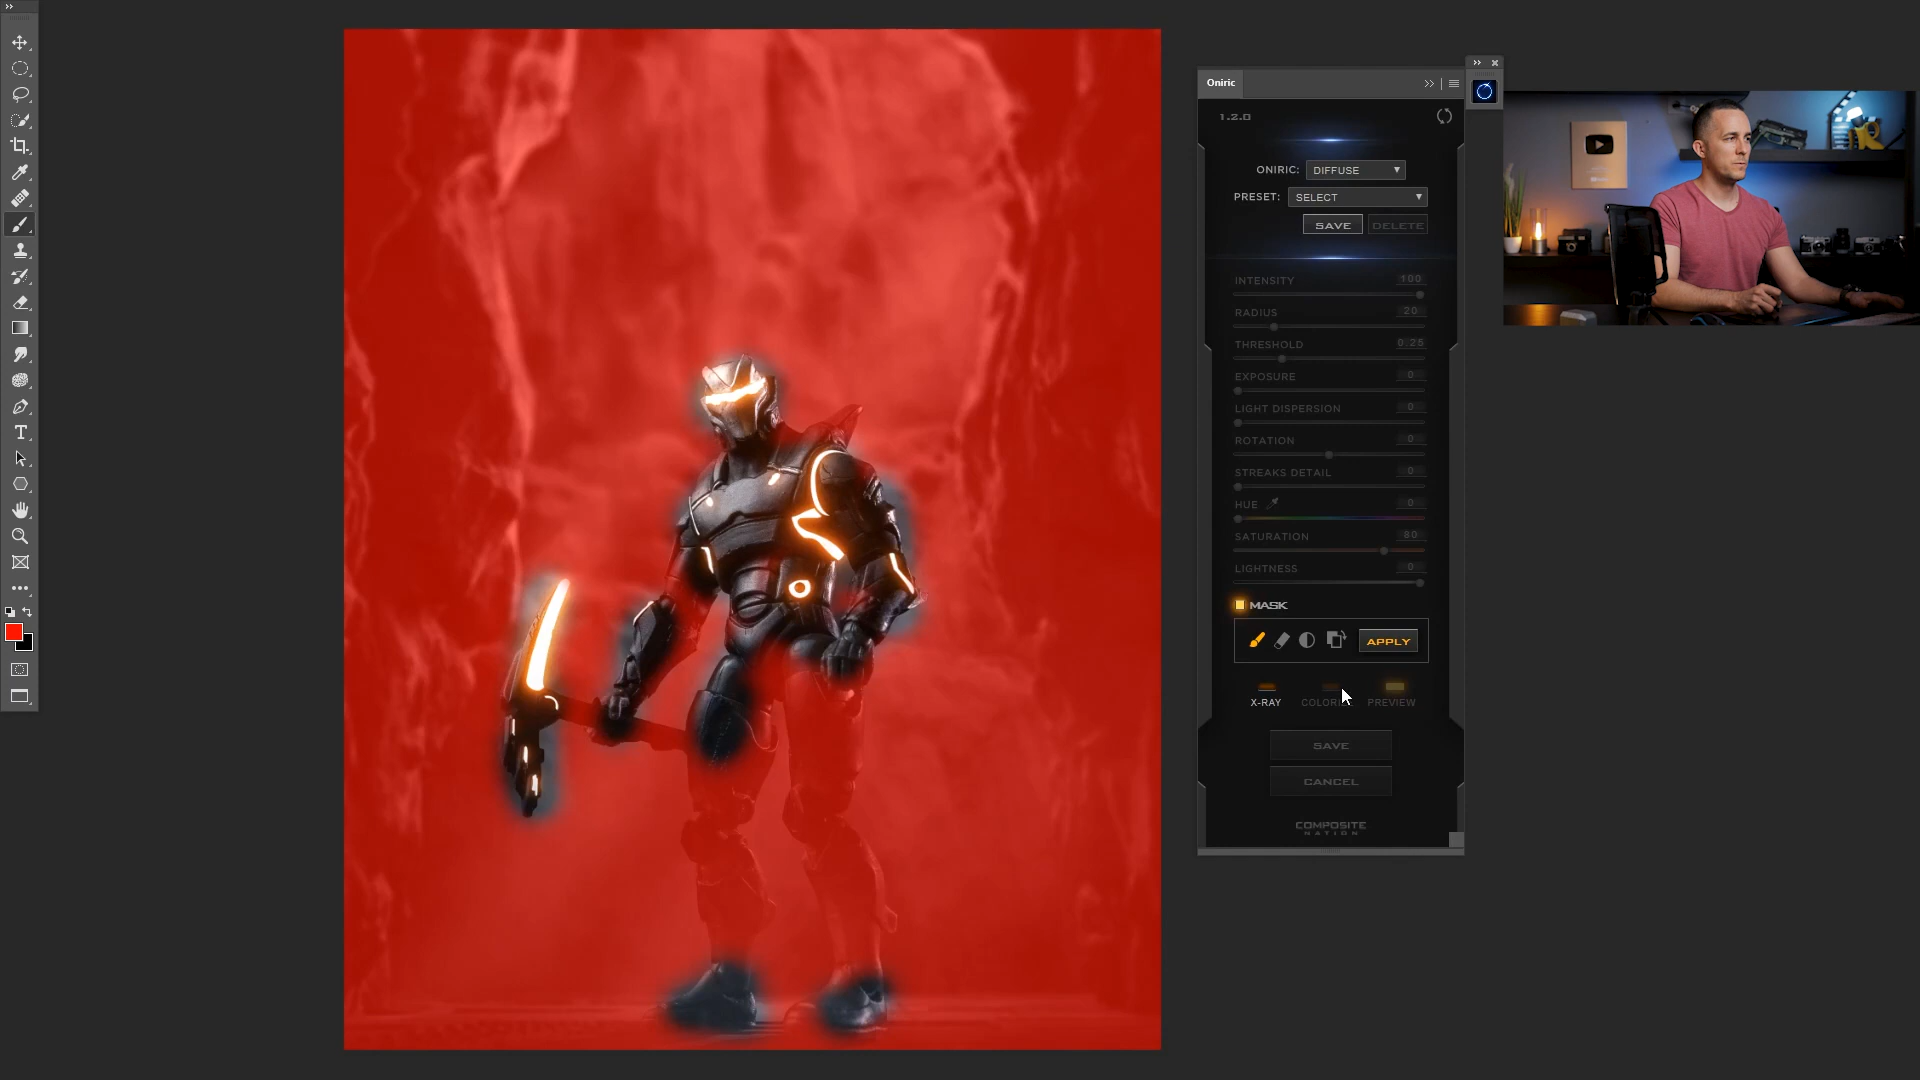 Oniric
1.2.0
ONIRIC: DIFFUSE
PRESET: SELECT
SAVE DELETE
INTENSITY 100
RADIUS 20
THRESHOLD 0.25
EXPOSURE 0
LIGHT DISPERSION 0
ROTATION 0
STREAKS DETAIL 0
HUE 0
SATURATION 80
LIGHTNESS 0
MASK
APPLY
X-RAY PREVIEW
SAVE
CANCEL
COMPOSITE
NATION